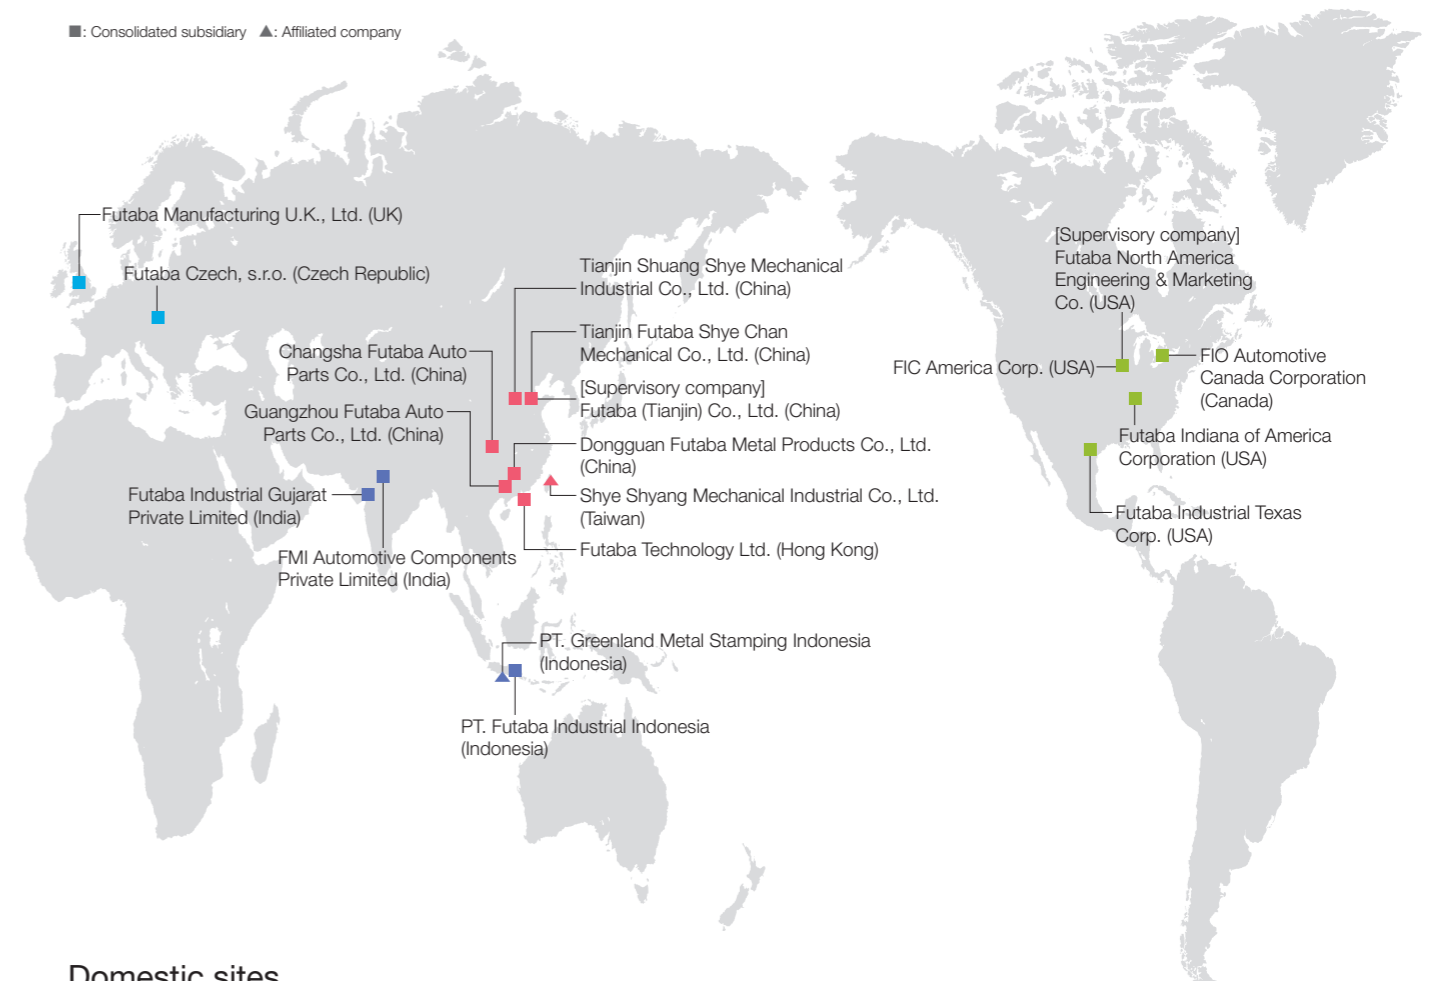 ■: Consolidated subsidiary ▲: Affiliated company
Futaba Manufacturing U.K., Ltd. (UK)
Futaba Czech, s.r.o. (Czech Republic)
Tianjin Shuang Shye Mechanical
Industrial Co., Ltd. (China)
Tianjin Futaba Shye Chan
Mechanical Co., Ltd. (China)
Changsha Futaba Auto
Parts Co., Ltd. (China)
[Supervisory company]
Futaba (Tianjin) Co., Ltd. (China)
Guangzhou Futaba Auto
Parts Co., Ltd. (China)
Dongguan Futaba Metal Products Co., Ltd.
(China)
Futaba Industrial Gujarat
Private Limited (India)
Shye Shyang Mechanical Industrial Co., Ltd.
(Taiwan)
FMI Automotive Components
Private Limited (India)
Futaba Technology Ltd. (Hong Kong)
PT. Greenland Metal Stamping Indonesia
(Indonesia)
PT. Futaba Industrial Indonesia
(Indonesia)
[Supervisory company]
Futaba North America
Engineering & Marketing
Co. (USA)
FIC America Corp. (USA)
FIO Automotive
Canada Corporation
(Canada)
Futaba Indiana of America
Corporation (USA)
Futaba Industrial Texas
Corp. (USA)
Domestic sites